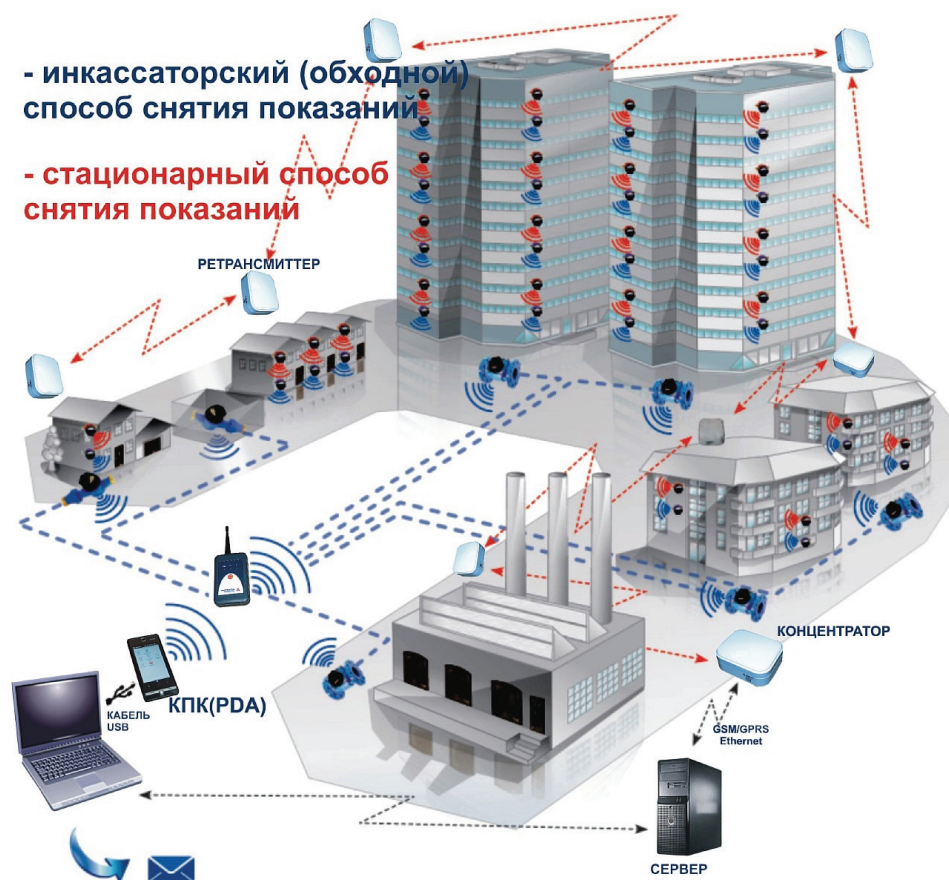 - инкассаторский (обходной)
способ снятия показаний
- стационарный способ
снятия показаний
РЕТРАНСМИТТЕР
КОНЦЕНТРАТОР
КПК(PDA)
КАБЕЛЬ
USB
GSM/GPRS
Ethernet
СЕРВЕР